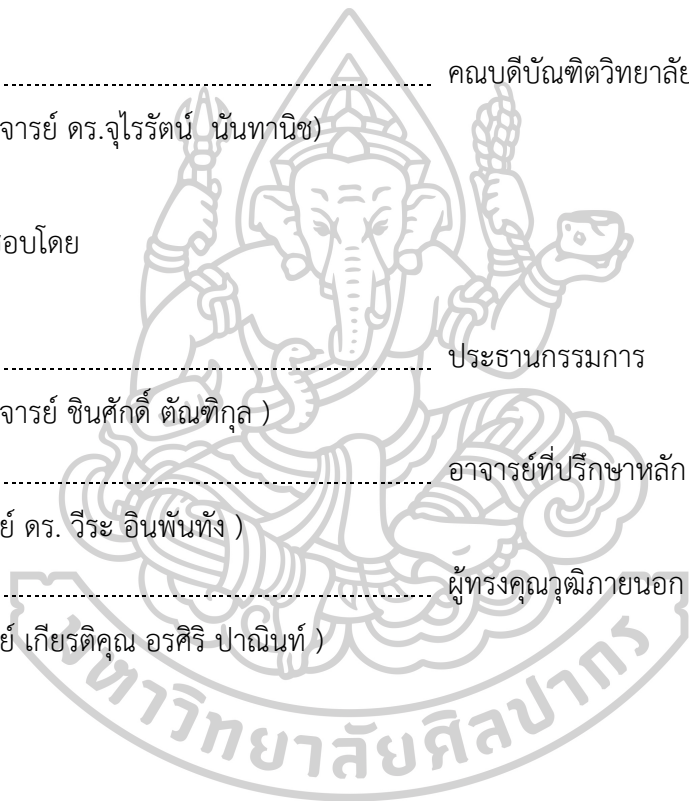 คณบดีบัณฑิตวิทยาลัย
จารย์ ดร.จุไรรัตน์ นันทานิช)
สอบโดย
ประธานกรรมการ
จารย์ ชินศักดิ์ ตัณฑิกุล )
อาจารย์ที่ปรึกษาหลัก
ย์ ดร. วีระ อินพันทัง )
ผู้ทรงคุณวุฒิภายนอก
ย์ เกียรติคุณ อรศิริ ปาณินท์ )
มหาวิทยาลัยศิลปากร